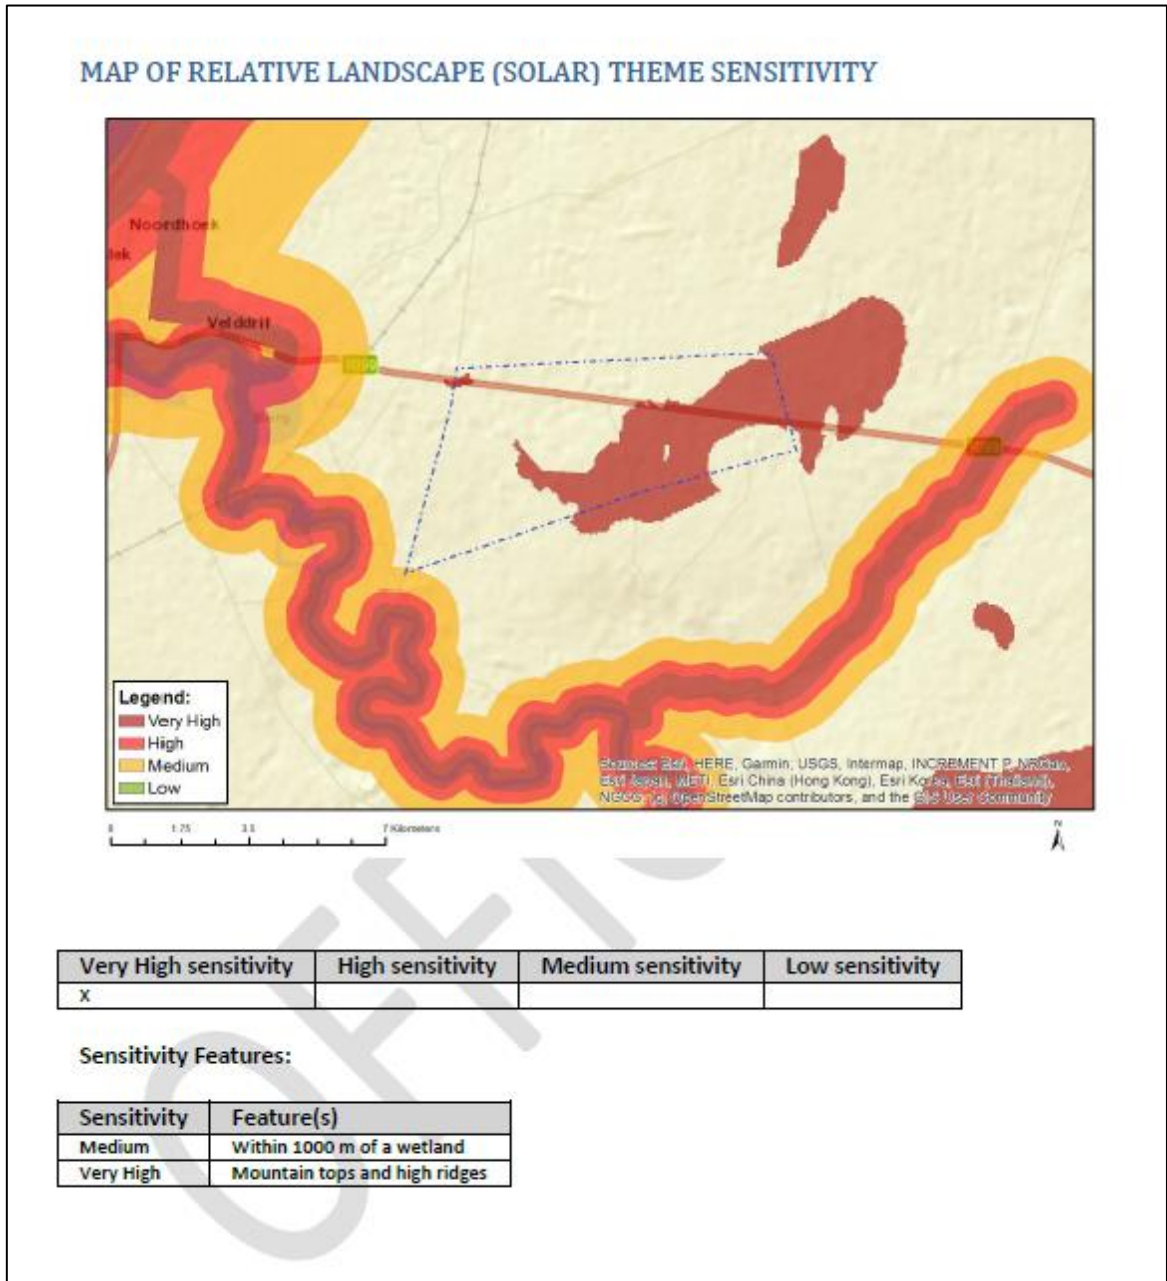 MAP OF RELATIVE LANDSCAPE (SOLAR) THEME SENSITIVITY
Noordhoek
Velddrif
Legend:
Very High
High
Medium
Low
Sources: Esri, HERE, Garmin, USGS, Intermap, INCREMENT P, NRCan,
Esri Japan, METI, Esri China (Hong Kong), Esri Korea, Esri (Thailand),
NGCC, (c) OpenStreetMap contributors, and the GIS User Community
0 1.75 3.5 7 Kilometers
N
Very High sensitivity High sensitivity Medium sensitivity Low sensitivity
X
Sensitivity Features:
Sensitivity Feature(s)
Medium Within 1000 m of a wetland
Very High Mountain tops and high ridges